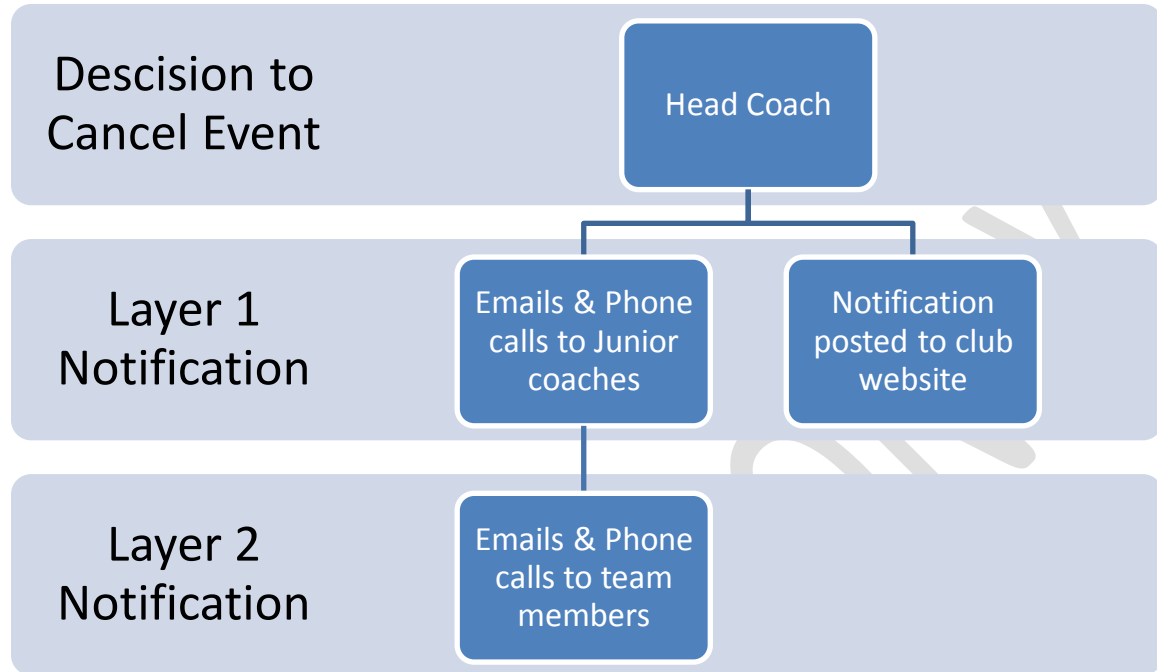 Descision to
Cancel Event
Head Coach
Layer 1
Notification
Emails & Phone
calls to Junior
coaches
Notification
posted to club
website
Layer 2
Notification
Emails & Phone
calls to team
members